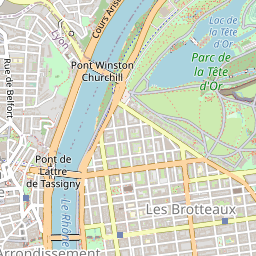 Cours Aris
Lyon
Lac de
la Tête
d'Or
Pont Winston
Churchill
Parc de
la Tête
d'Or
Rue de Belfort
Pont de
Lattre
de Tassigny
Le Rhône
Les Brotteaux
Arrondissement